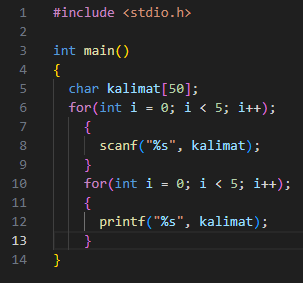 1 #include <stdio.h>
2
3 int main()
4 {
5 char kalimat[50];
6 for(int i = 0; i < 5; i++);
7 {
8 scanf("%s", kalimat);
9 }
10 for(int i = 0; i < 5; i++);
11 {
12 printf("%s", kalimat);
13 }
14 }